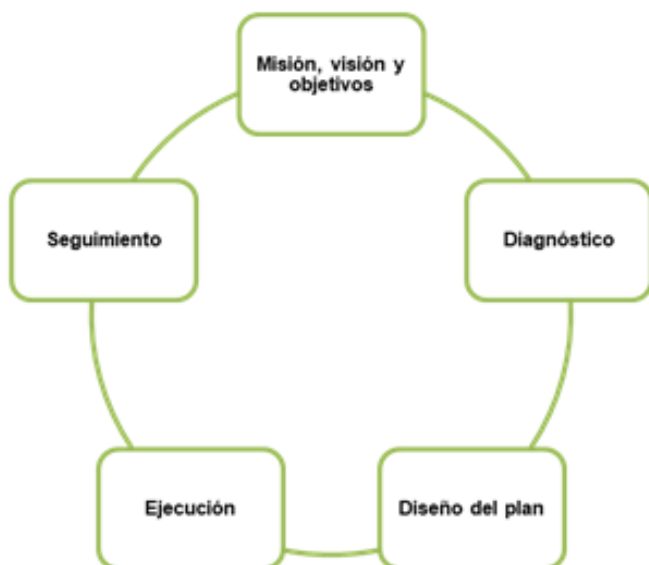 Misión, visión y
objetivos
Diagnóstico
Diseño del plan
Ejecución
Seguimiento